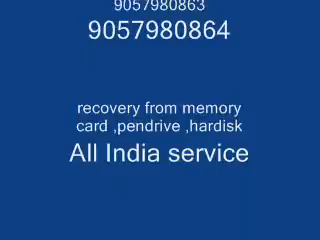 9057980863
9057980864
recovery from memory
card ,pendrive ,hardisk
All India service